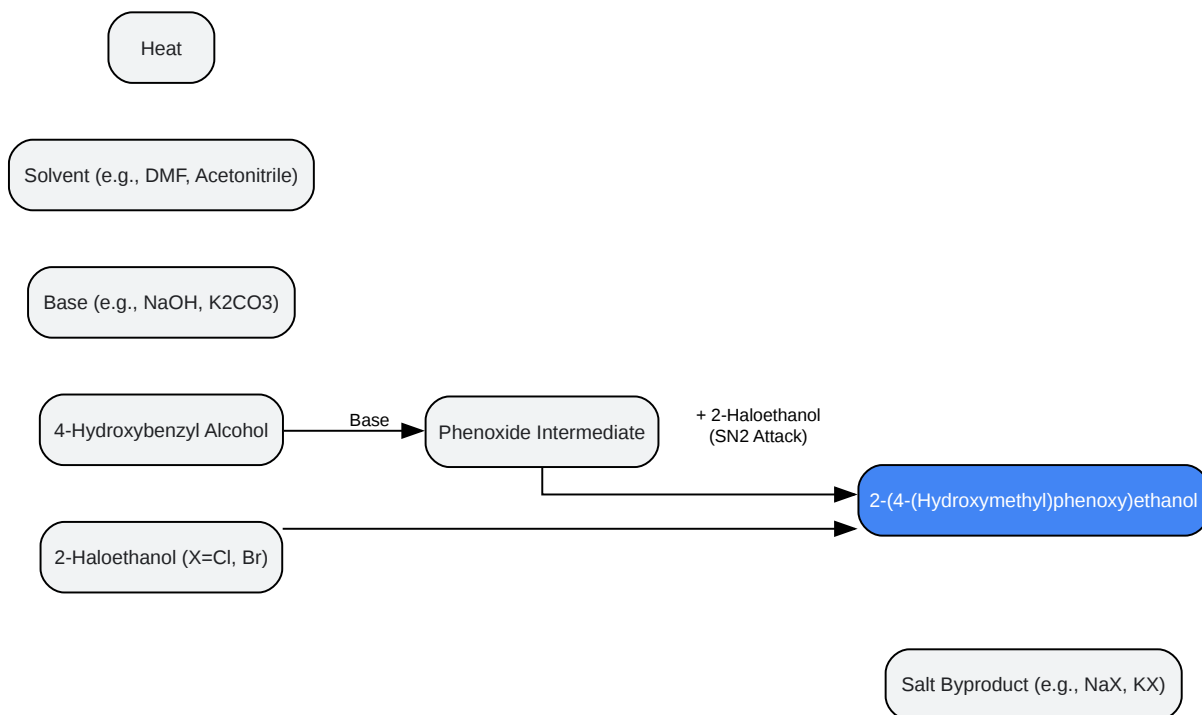 Heat
Solvent (e.g., DMF, Acetonitrile)
Base (e.g., NaOH, K2CO3)
4-Hydroxybenzyl Alcohol
Base
Phenoxide Intermediate
+ 2-Haloethanol
(SN2 Attack)
2-(4-(Hydroxymethyl)phenoxy)ethanol
2-Haloethanol (X=Cl, Br)
Salt Byproduct (e.g., NaX, KX)